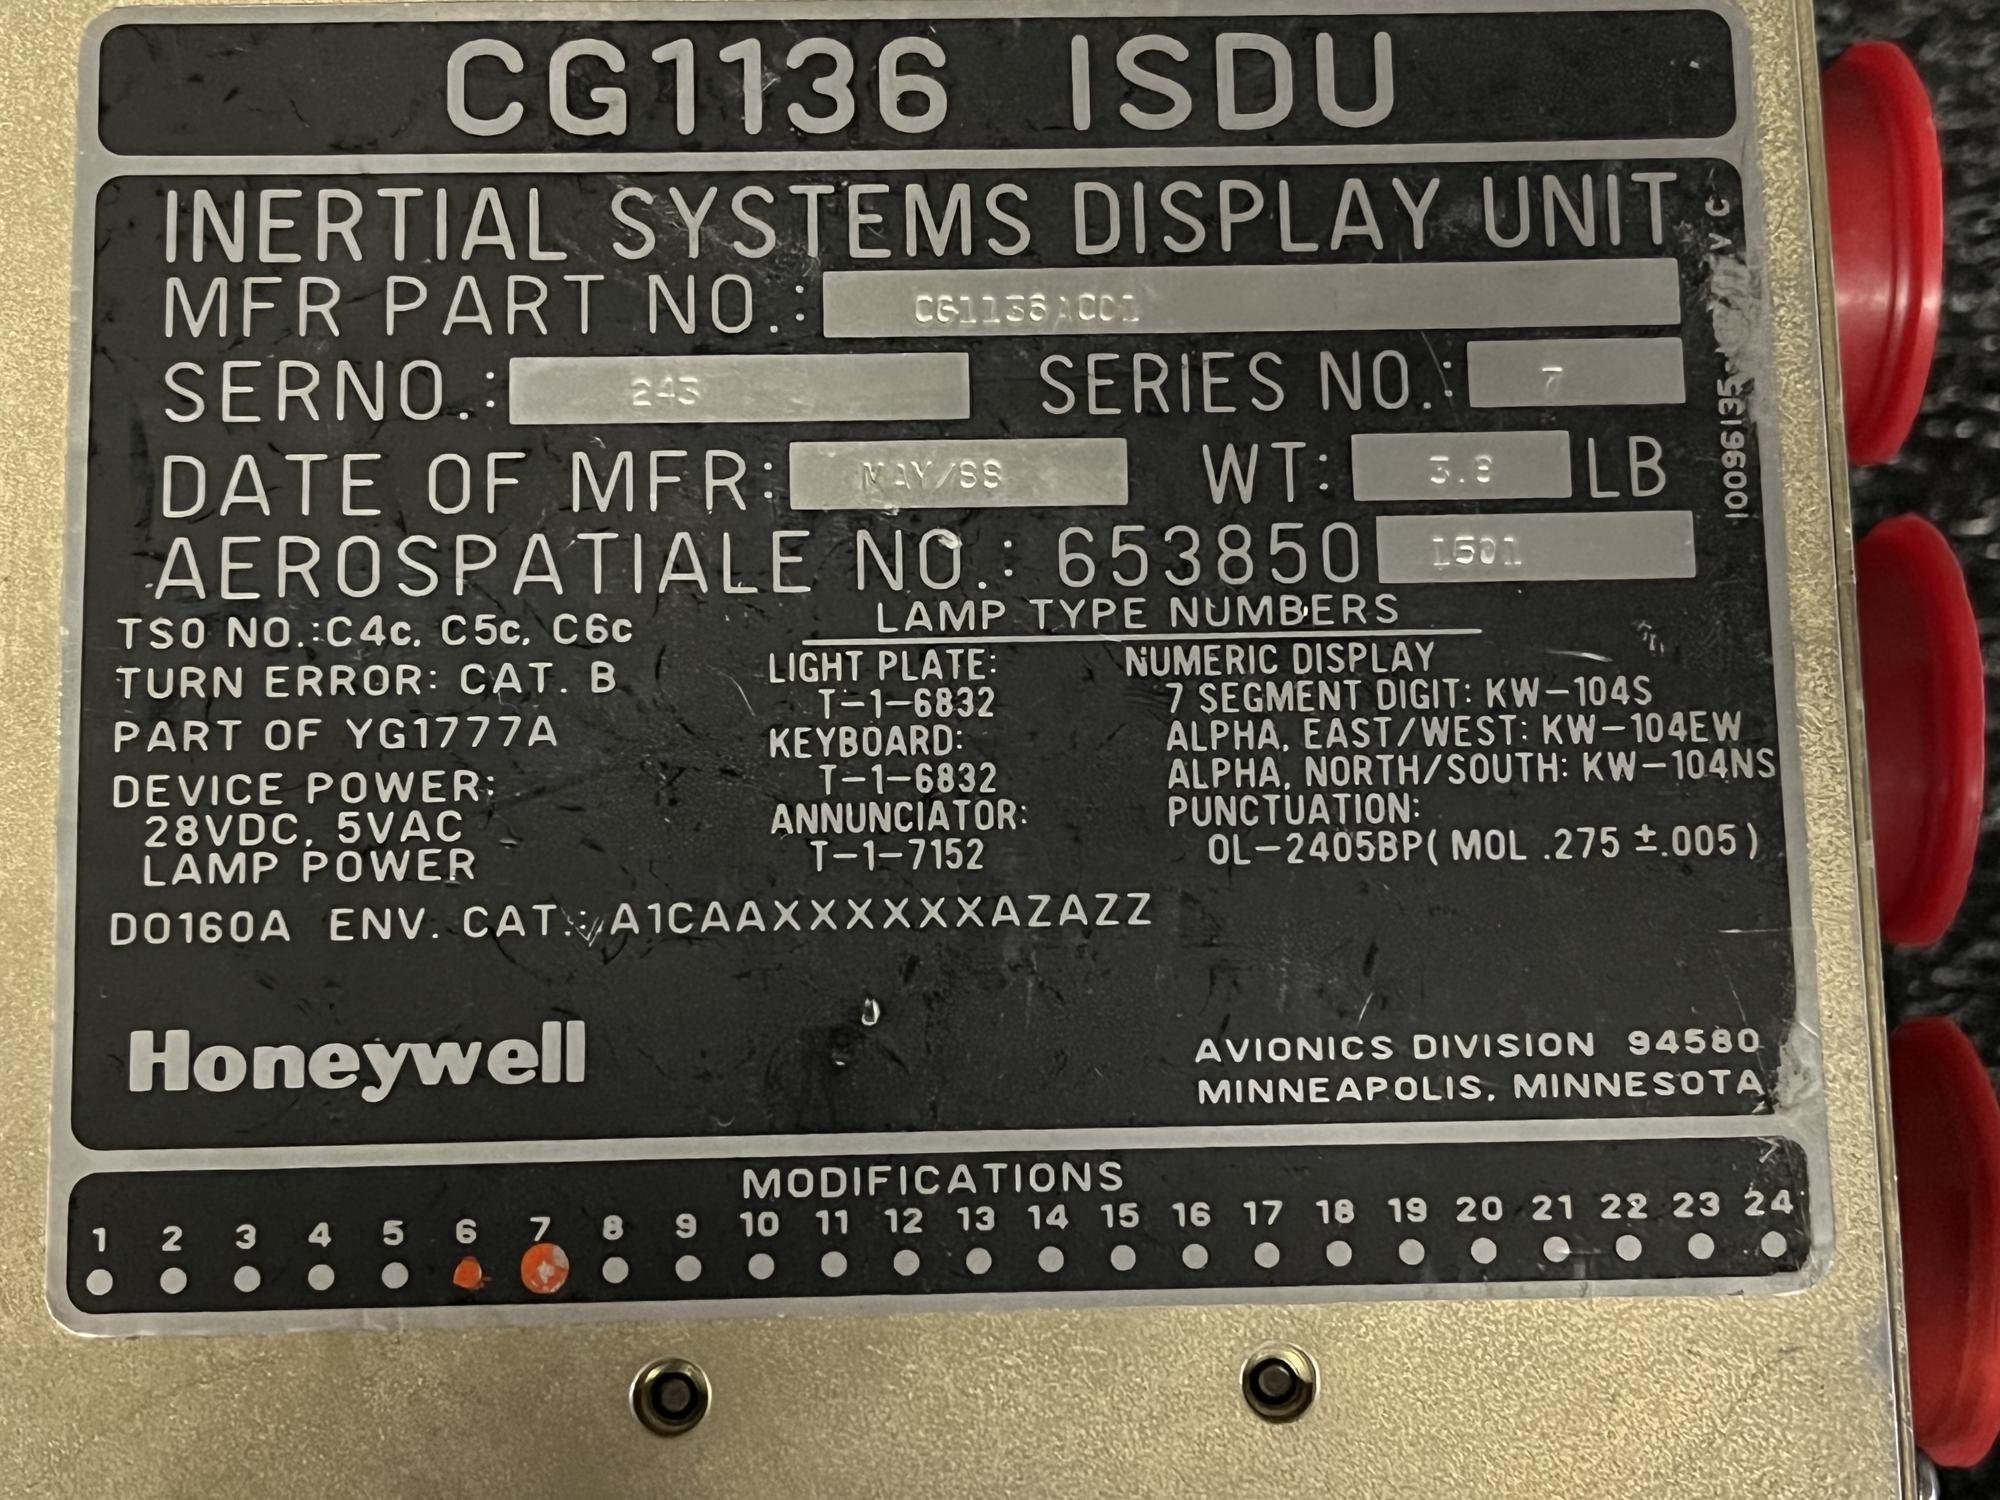 CG1136 ISDU
INERTIAL SYSTEMS DISPLAY UNIT
MFR PART NO.: CG1136AC01
SERNO.: 243 SERIES NO.: 7
DATE OF MFR: MAY/88 WT: 3.8 LB
AEROSPATIALE NO.: 653850 1501
TSO NO.:C4c, C5c, C6c
TURN ERROR: CAT. B
PART OF YG1777A
DEVICE POWER:
28VDC, 5VAC
LAMP POWER
LAMP TYPE NUMBERS
LIGHT PLATE:
T-1-6832
KEYBOARD:
T-1-6832
ANNUNCIATOR:
T-1-7152
NUMERIC DISPLAY
7 SEGMENT DIGIT: KW-104S
ALPHA, EAST/WEST: KW-104EW
ALPHA, NORTH/SOUTH: KW-104NS
PUNCTUATION:
OL-2405BP( MOL .275 ±.005)
DO160A ENV. CAT.: A1CAAXXXXXXAZAZZ
Honeywell
AVIONICS DIVISION 94580
MINNEAPOLIS, MINNESOTA
MODIFICATIONS
1 2 3 4 5 6 7 8 9 10 11 12 13 14 15 16 17 18 19 20 21 22 23 24